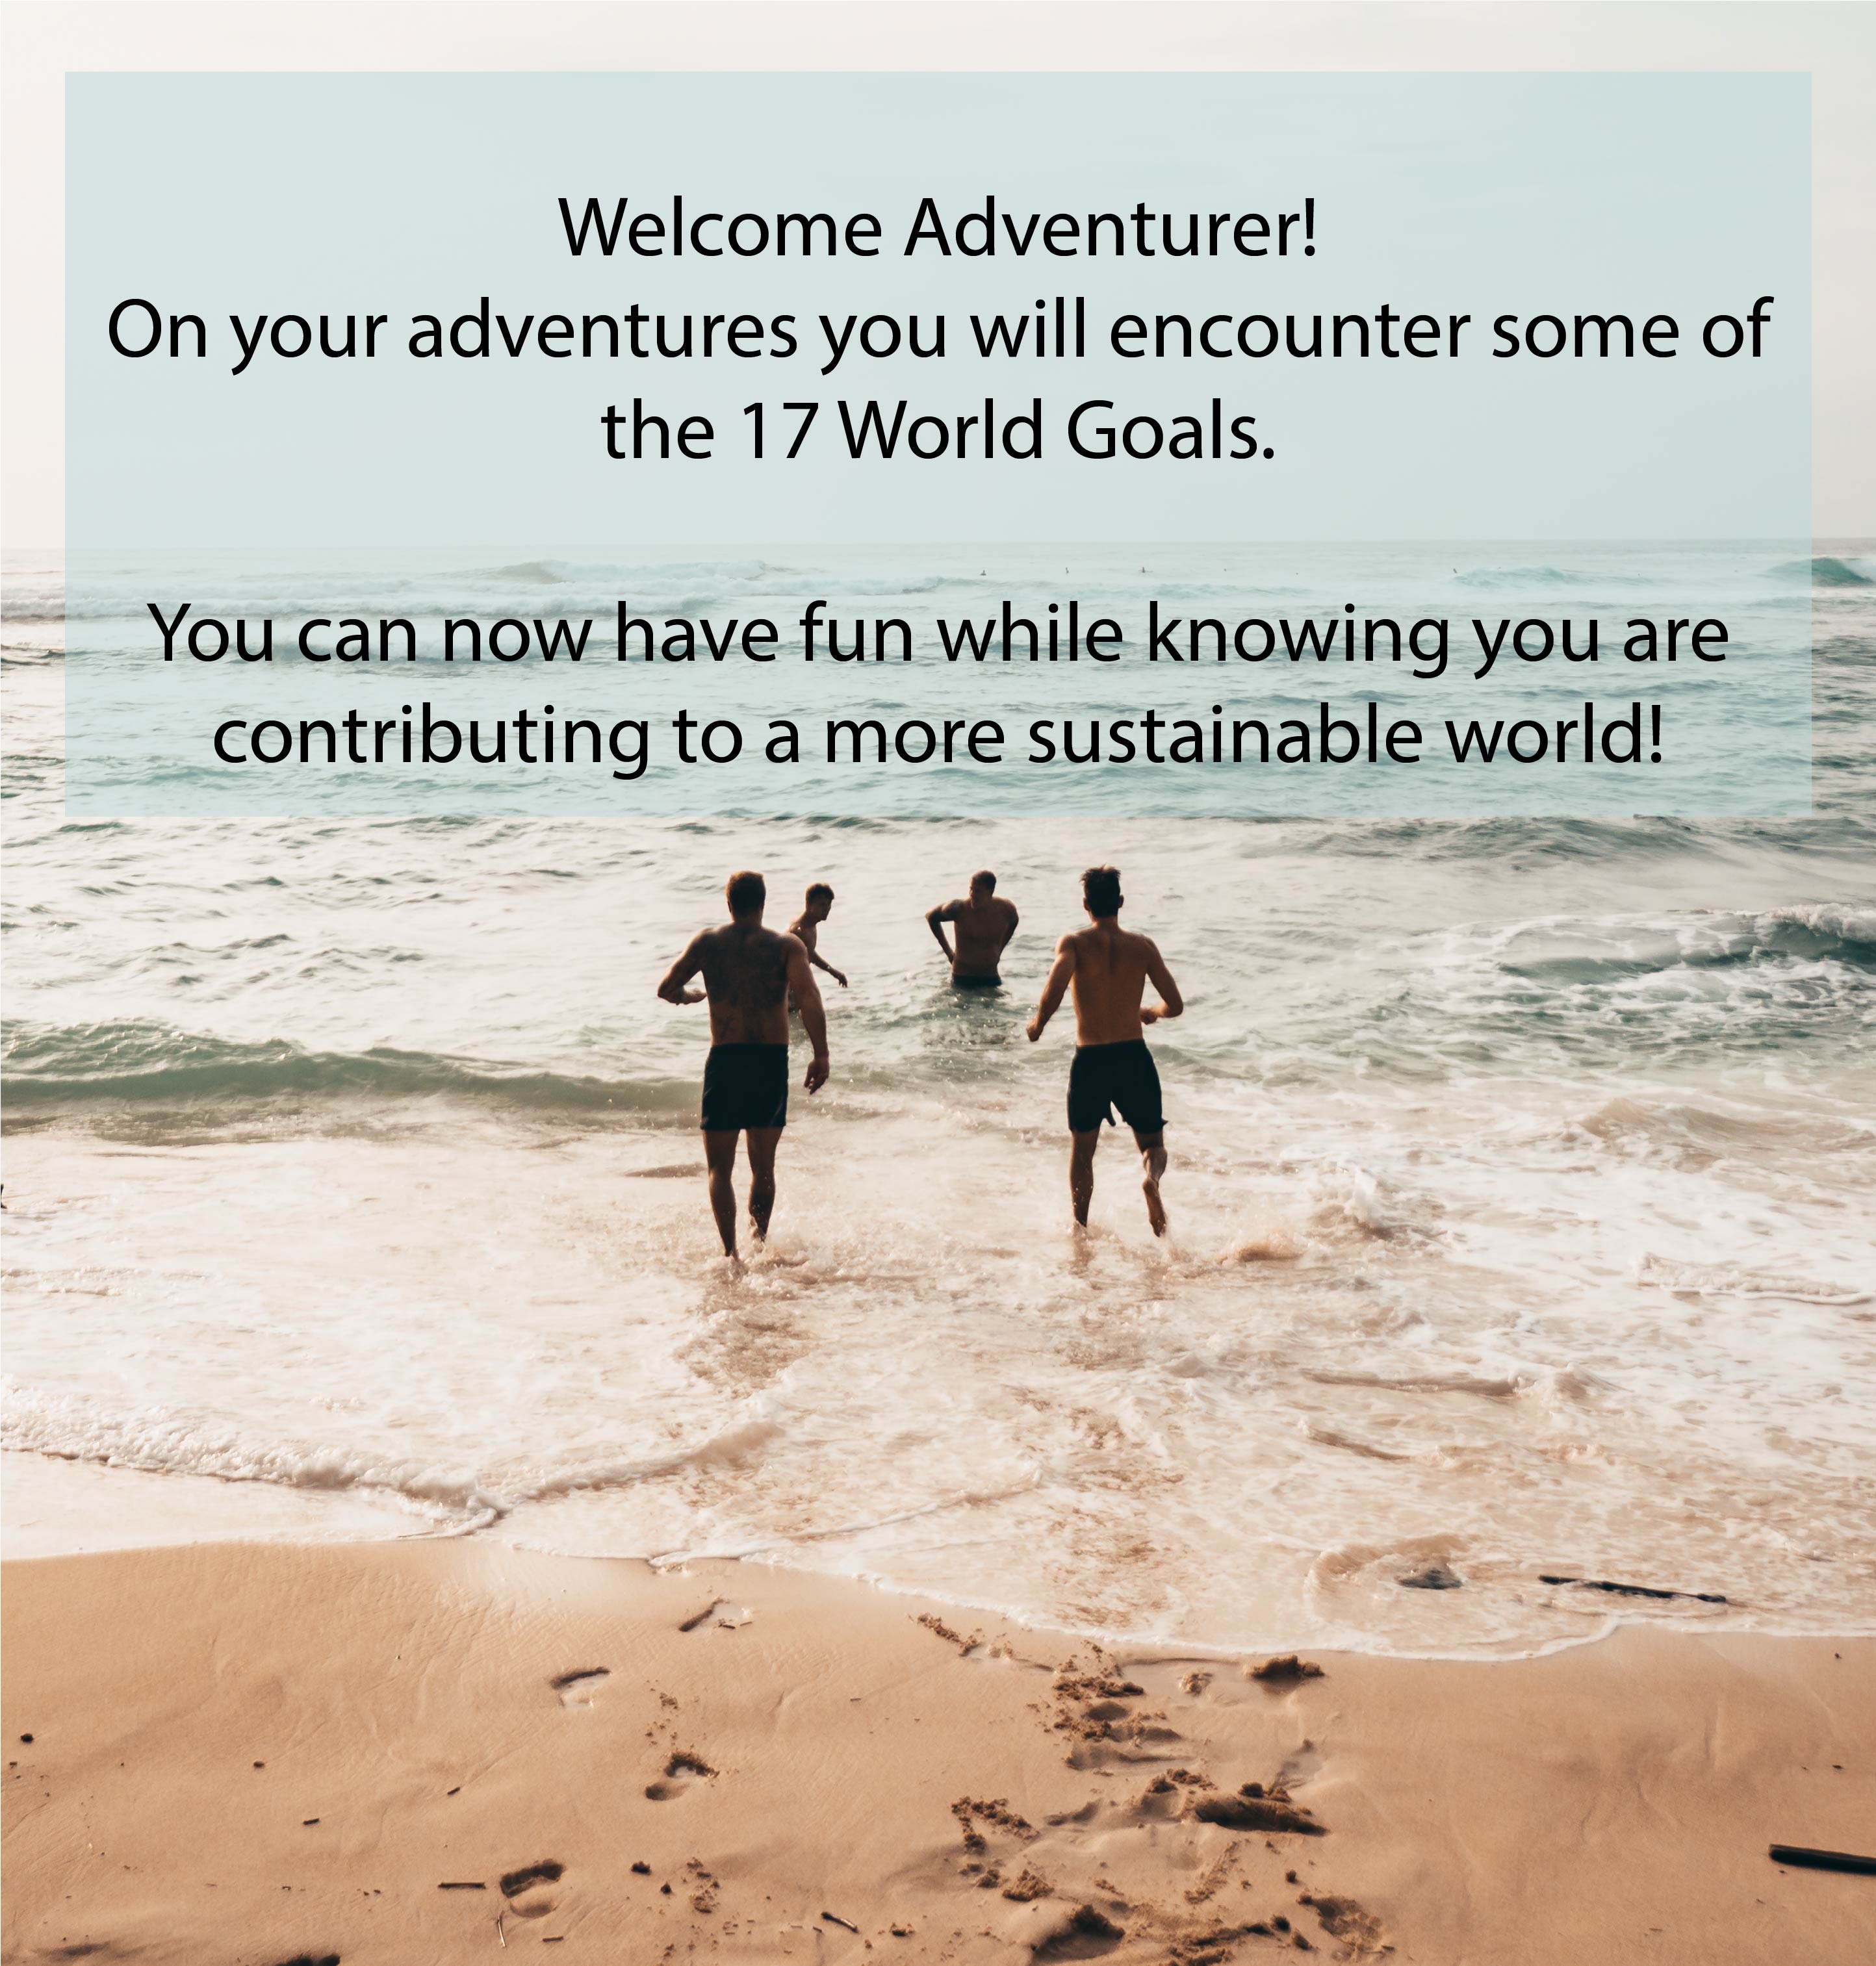 Welcome Adventurer!
On your adventures you will encounter some of
the 17 World Goals.
You can now have fun while knowing you are
contributing to a more sustainable world!